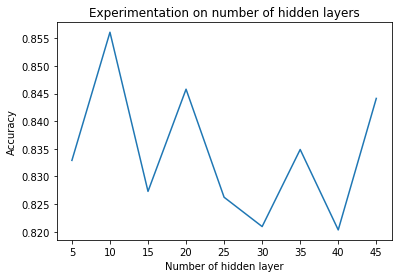 Experimentation on number of hidden layers
Accuracy
0.855
0.850
0.845
0.840
0.835
0.830
0.825
0.820
5 10 15 20 25 30 35 40 45
Number of hidden layer